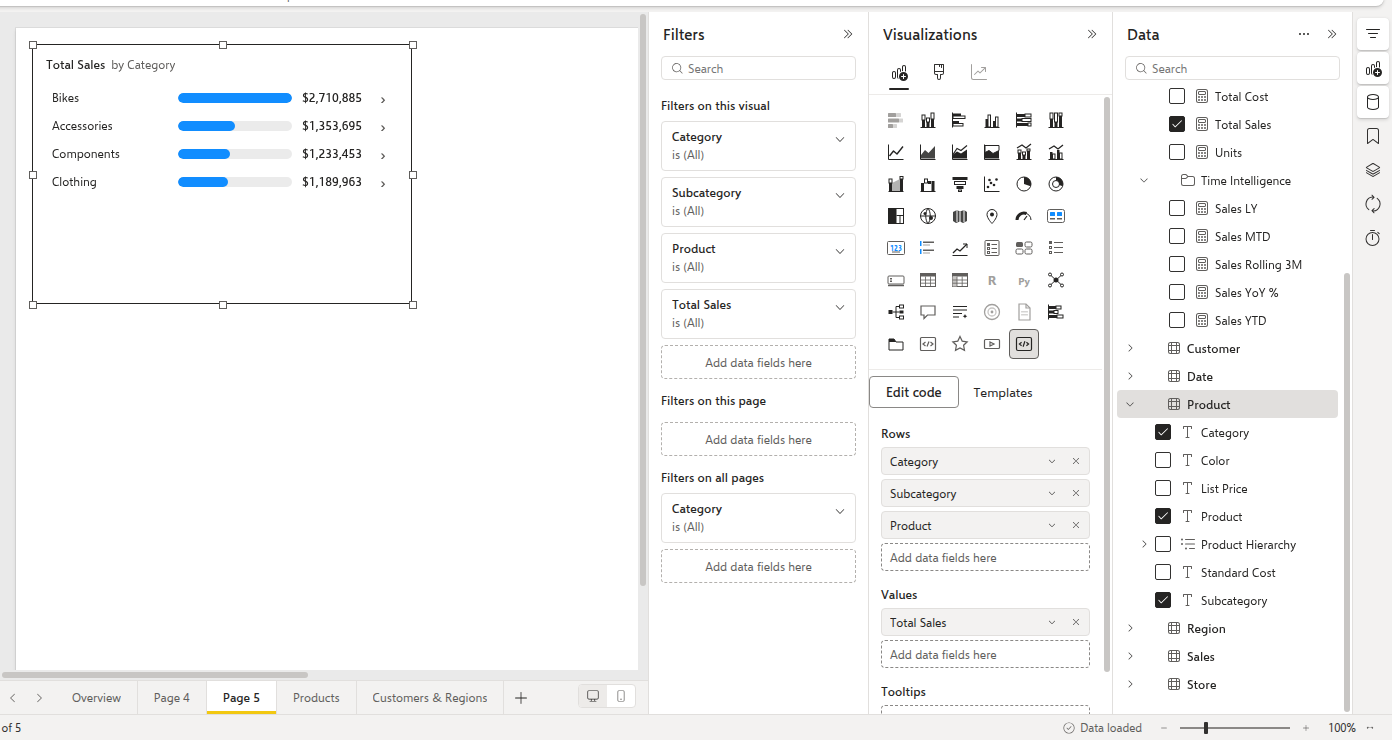 Total Sales by Category
Bikes $2,710,885
Accessories $1,353,695
Components $1,233,453
Clothing $1,189,963
Filters
Search
Filters on this visual
Category
is (All)
Subcategory
is (All)
Product
is (All)
Total Sales
is (All)
Add data fields here
Filters on this page
Add data fields here
Filters on all pages
Category
is (All)
Add data fields here
Visualizations
123
R
Py
Edit code
Templates
Rows
Category
Subcategory
Product
Add data fields here
Values
Total Sales
Add data fields here
Tooltips
Data
Search
Total Cost
Total Sales
Units
Time Intelligence
Sales LY
Sales MTD
Sales Rolling 3M
Sales YoY %
Sales YTD
Customer
Date
Product
Category
Color
List Price
Product
Product Hierarchy
Standard Cost
Subcategory
Region
Sales
Store
Overview
Page 4
Page 5
Products
Customers & Regions
of 5
Data loaded
100%